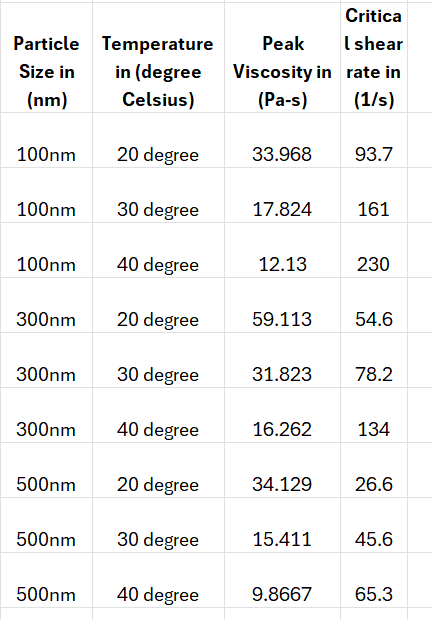 Particle Size in (nm) Temperature in (degree Celsius) Peak Viscosity in (Pa-s) Critica l shear rate in (1/s)
100nm 20 degree 33.968 93.7
100nm 30 degree 17.824 161
100nm 40 degree 12.13 230
300nm 20 degree 59.113 54.6
300nm 30 degree 31.823 78.2
300nm 40 degree 16.262 134
500nm 20 degree 34.129 26.6
500nm 30 degree 15.411 45.6
500nm 40 degree 9.8667 65.3